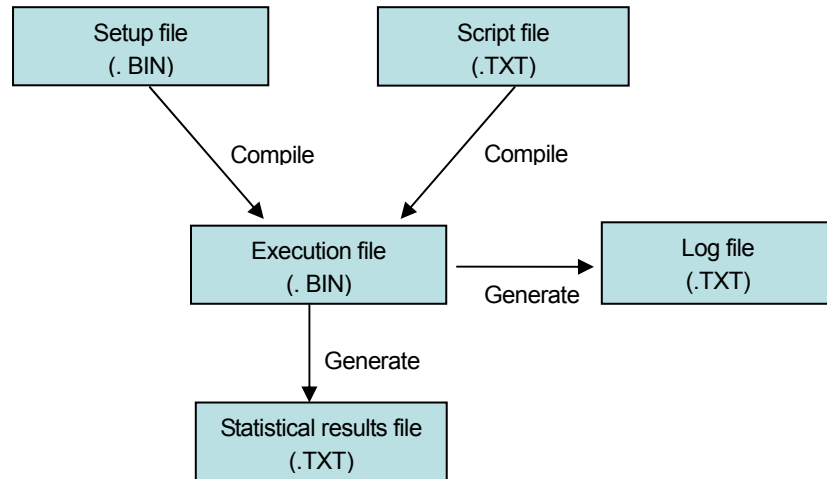 Setup file
(. BIN)
Script file
(.TXT)
Compile
Compile
Execution file
(. BIN)
Log file
(.TXT)
Generate
Generate
Statistical results file
(.TXT)